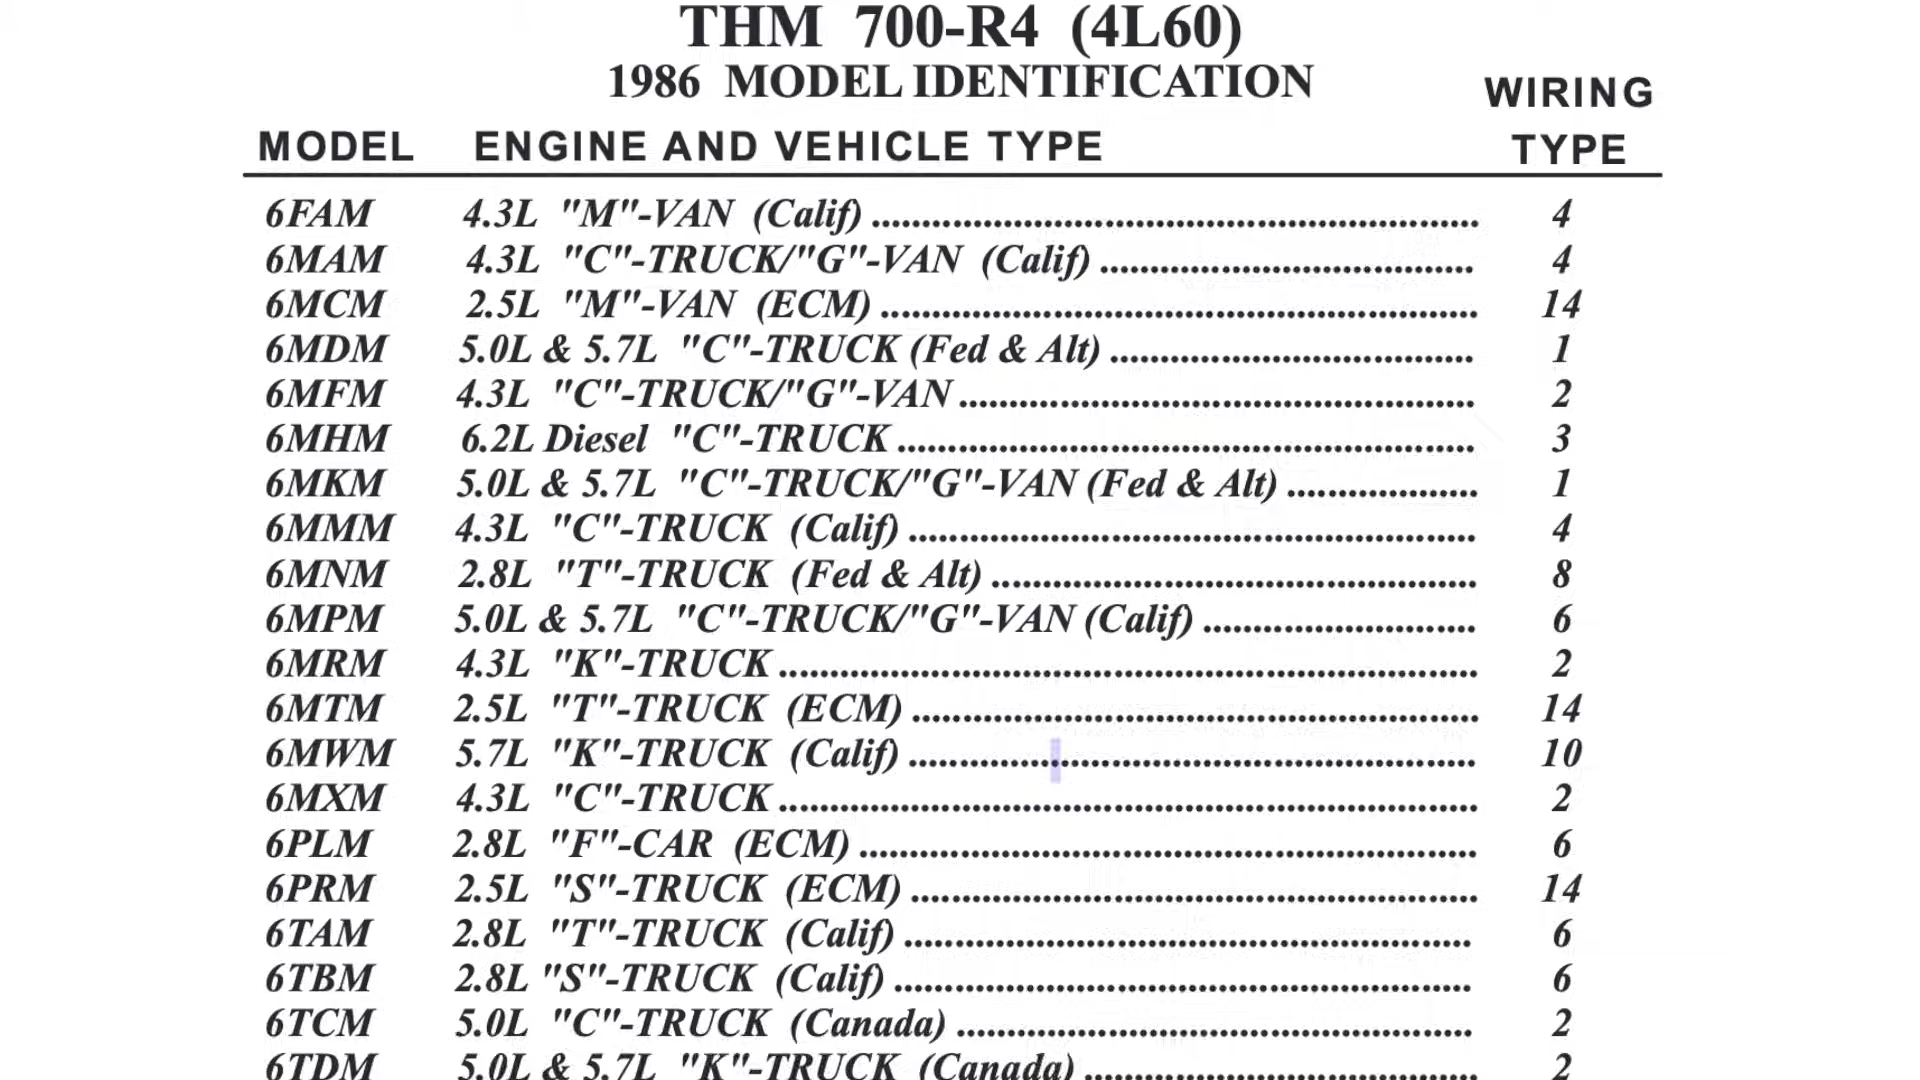 THM 700-R4 (4L60)
1986 MODEL IDENTIFICATION
WIRING
MODEL ENGINE AND VEHICLE TYPE TYPE
6FAM 4.3L "M"-VAN (Calif) ........ 4
6MAM 4.3L "C"-TRUCK/"G"-VAN (Calif) ........ 4
6MCM 2.5L "M"-VAN (ECM) ........ 14
6MDM 5.0L & 5.7L "C"-TRUCK (Fed & Alt) ........ 1
6MFM 4.3L "C"-TRUCK/"G"-VAN ........ 2
6MHM 6.2L Diesel "C"-TRUCK ........ 3
6MKM 5.0L & 5.7L "C"-TRUCK/"G"-VAN (Fed & Alt) ........ 1
6MMM 4.3L "C"-TRUCK (Calif) ........ 4
6MNM 2.8L "T"-TRUCK (Fed & Alt) ........ 8
6MPM 5.0L & 5.7L "C"-TRUCK/"G"-VAN (Calif) ........ 6
6MRM 4.3L "K"-TRUCK ........ 2
6MTM 2.5L "T"-TRUCK (ECM) ........ 14
6MWM 5.7L "K"-TRUCK (Calif) ........ 10
6MXM 4.3L "C"-TRUCK ........ 2
6PLM 2.8L "F"-CAR (ECM) ........ 6
6PRM 2.5L "S"-TRUCK (ECM) ........ 14
6TAM 2.8L "T"-TRUCK (Calif) ........ 6
6TBM 2.8L "S"-TRUCK (Calif) ........ 6
6TCM 5.0L "C"-TRUCK (Canada) ........ 2
6TDM 5.0L & 5.7L "K"-TRUCK (Canada) ........ 2